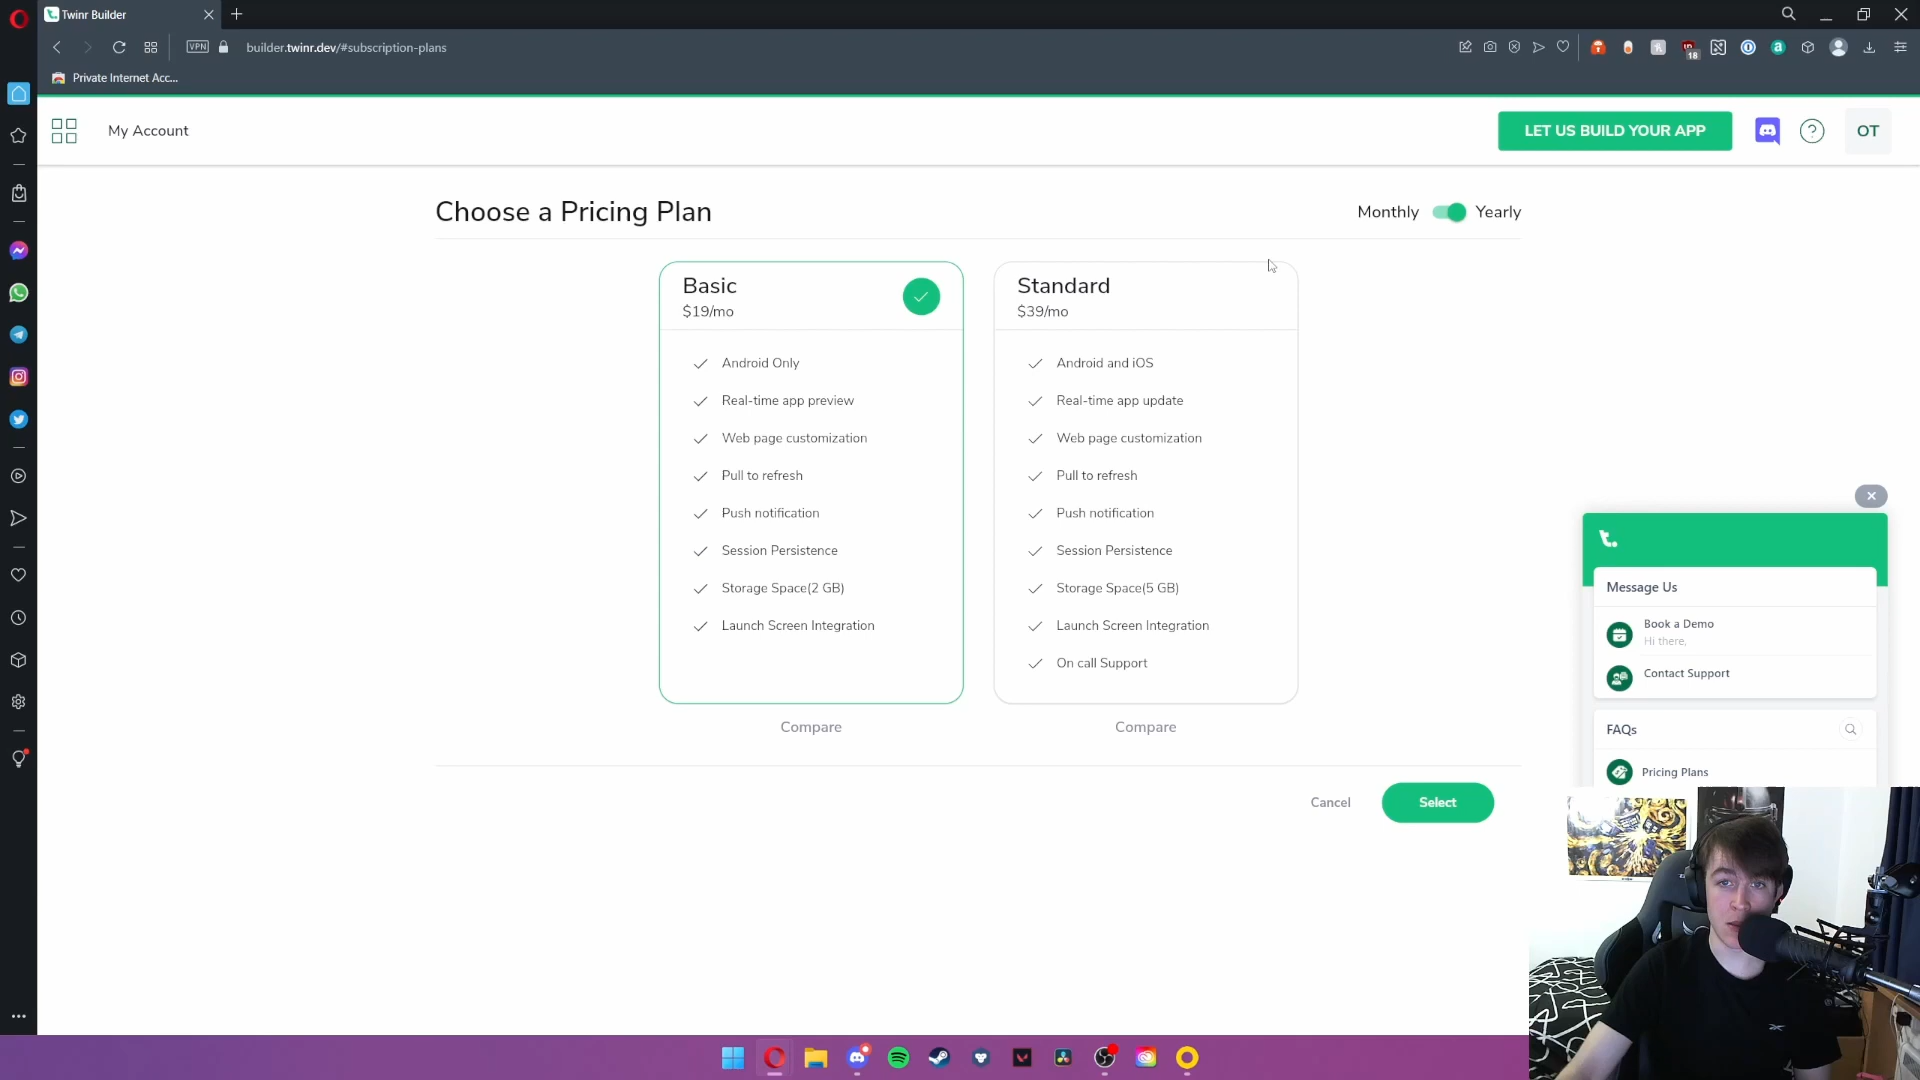 Twinr Builder
VPN
builder.twinr.dev/#subscription-plans
18
Private Internet Acc...
My Account
LET US BUILD YOUR APP
OT
Choose a Pricing Plan
Monthly
Yearly
Basic
$19/mo
Android Only
Real-time app preview
Web page customization
Pull to refresh
Push notification
Session Persistence
Storage Space(2 GB)
Launch Screen Integration
Compare
Standard
$39/mo
Android and iOS
Real-time app update
Web page customization
Pull to refresh
Push notification
Session Persistence
Storage Space(5 GB)
Launch Screen Integration
On call Support
Compare
Cancel
Select
t.
Message Us
Book a Demo
Hi there,
Contact Support
FAQs
Pricing Plans